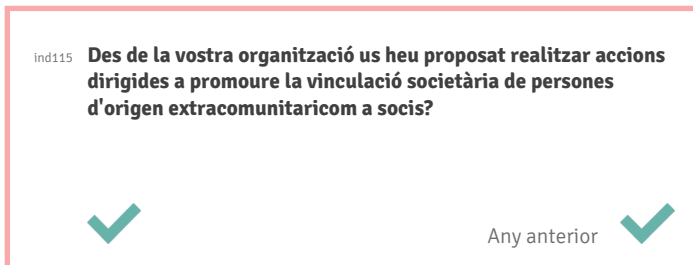 ind115 Des de la vostra organització us heu proposat realitzar accions
dirigides a promoure la vinculació societària de persones
d'origen extracomunitaricom a socis?
Any anterior